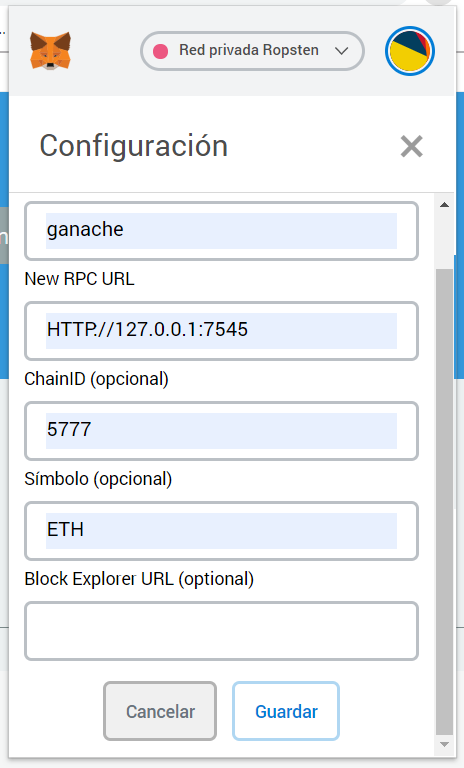 Red privada Ropsten
Configuración
ganache
New RPC URL
HTTP://127.0.0.1:7545
ChainID (opcional)
5777
Símbolo (opcional)
ETH
Block Explorer URL (optional)
Cancelar
Guardar